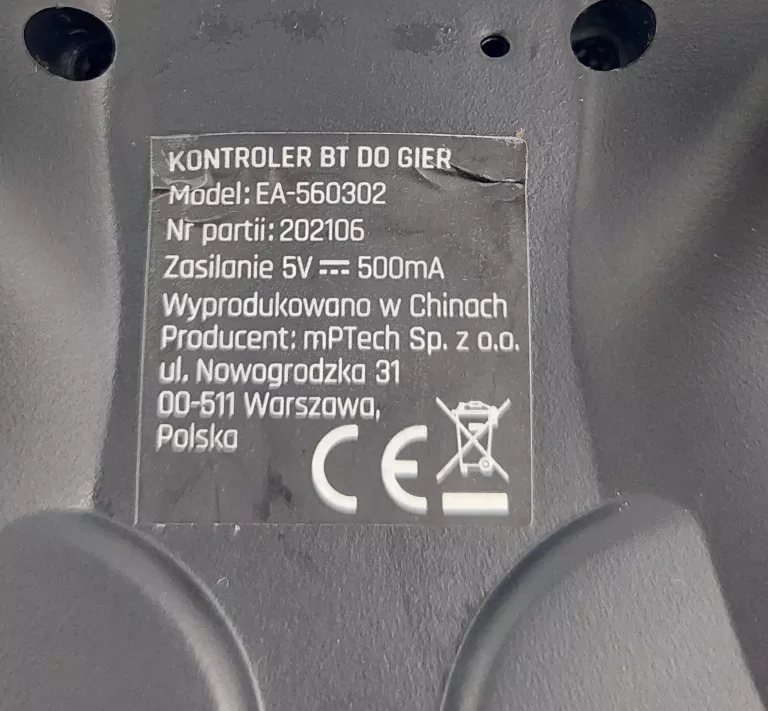 KONTROLER BT DO GIER
Model: EA-560302
Nr partii: 202106
Zasilanie 5V ⎓ 500mA
Wyprodukowano w Chinach
Producent: mPTech Sp. z o.o.
ul. Nowogrodzka 31
00-511 Warszawa,
Polska
CE